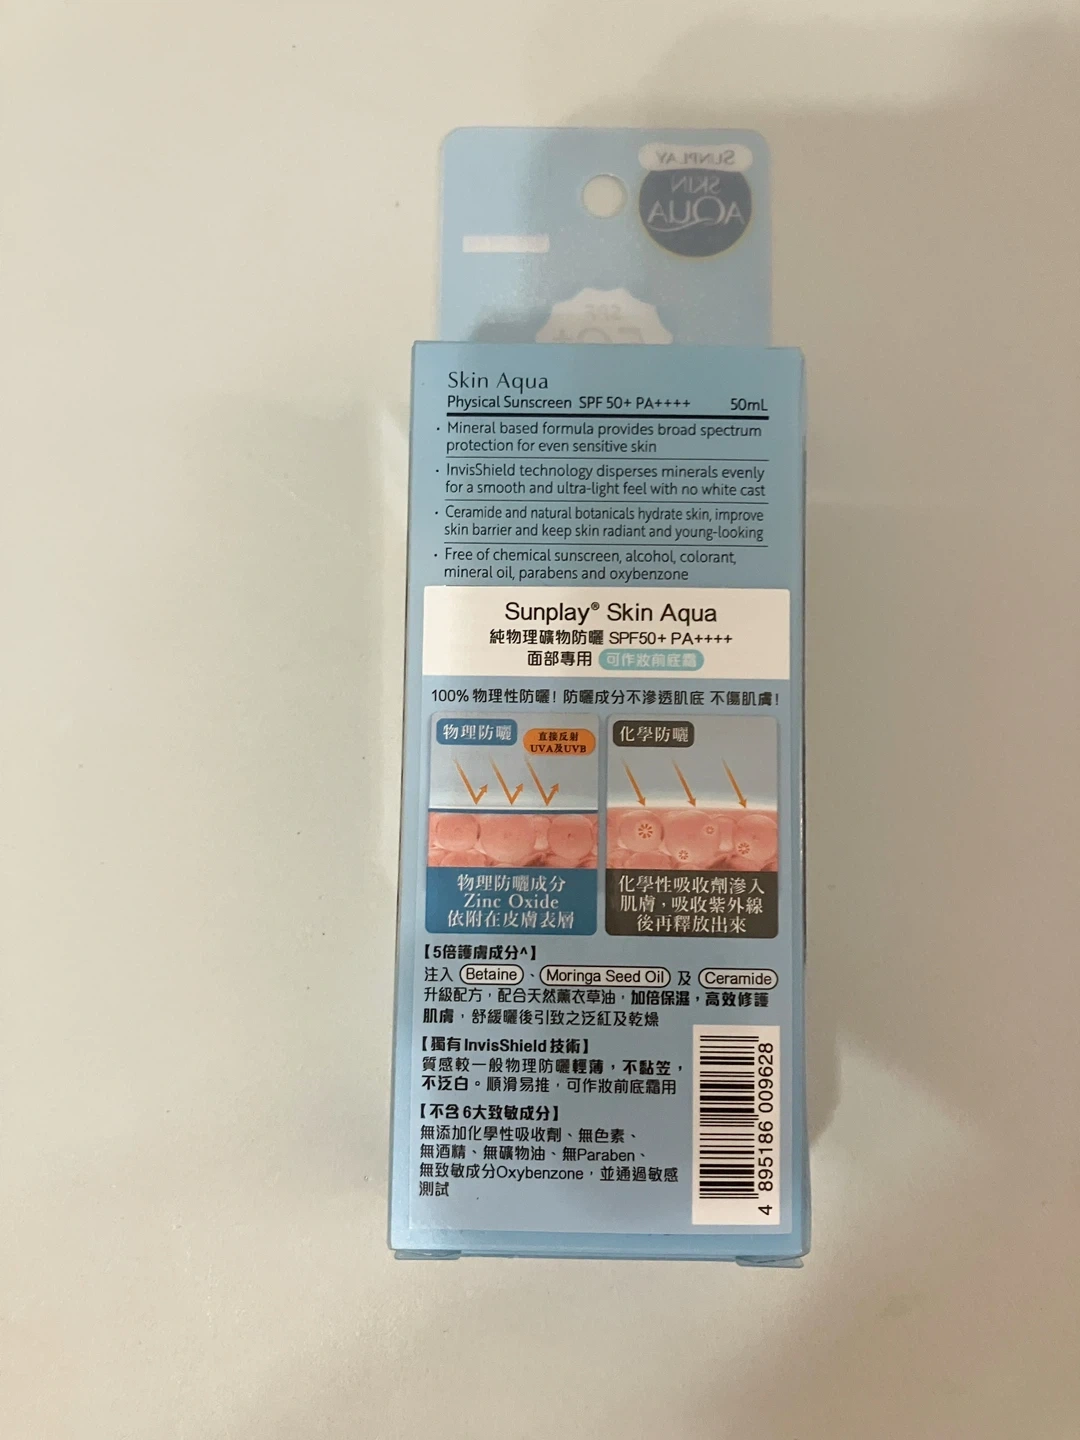 SUNPLAY
SKIN
AQUA
SPF
50+
Skin Aqua
Physical Sunscreen SPF 50+ PA++++ 50mL
· Mineral based formula provides broad spectrum
protection for even sensitive skin
· InvisShield technology disperses minerals evenly
for a smooth and ultra-light feel with no white cast
· Ceramide and natural botanicals hydrate skin, improve
skin barrier and keep skin radiant and young-looking
· Free of chemical sunscreen, alcohol, colorant,
mineral oil, parabens and oxybenzone
Sunplay® Skin Aqua
純物理礦物防曬 SPF50+ PA++++
面部專用 可作妝前底霜
100% 物理性防曬! 防曬成分不滲透肌底 不傷肌膚!
物理防曬
直接反射
UVA及UVB
物理防曬成分
Zinc Oxide
依附在皮膚表層
化學防曬
化學性吸收劑滲入
肌膚，吸收紫外線
後再釋放出來
【5倍護膚成分^】
注入 Betaine、Moringa Seed Oil 及 Ceramide
升級配方，配合天然薰衣草油，加倍保濕，高效修護
肌膚，舒緩曬後引致之泛紅及乾燥
【獨有 InvisShield 技術】
質感較一般物理防曬輕薄，不黏笠，
不泛白。順滑易推，可作妝前底霜用
【不含 6大致敏成分】
無添加化學性吸收劑、無色素、
無酒精、無礦物油、無Paraben、
無致敏成分Oxybenzone，並通過敏感
測試
4 895186 009628